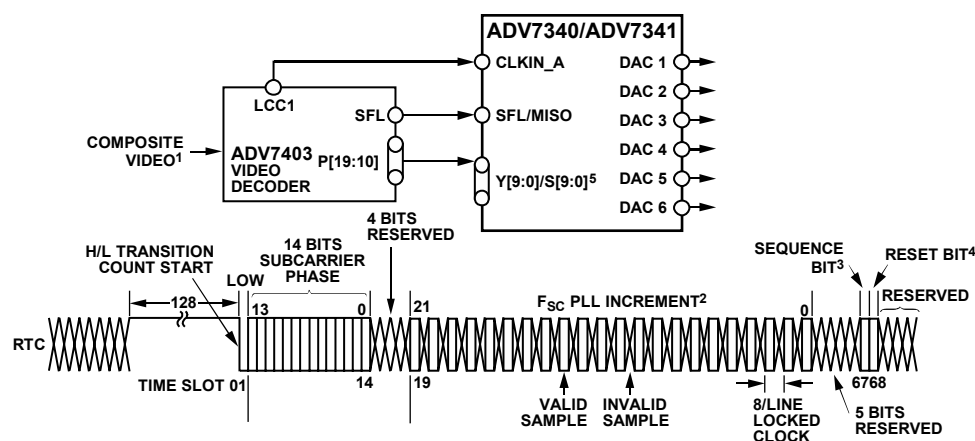 ADV7340/ADV7341
CLKIN_A
DAC 1
LCC1
DAC 2
SFL
SFL/MISO
DAC 3
COMPOSITE
VIDEO1
ADV7403
VIDEO
DECODER
P[19:10]
DAC 4
Y[9:0]/S[9:0]5
DAC 5
DAC 6
4 BITS
RESERVED
H/L TRANSITION
COUNT START
LOW
14 BITS
SUBCARRIER
PHASE
SEQUENCE
BIT3
RESET BIT4
RESERVED
128
13
0
21
FSC PLL INCREMENT2
0
RTC
TIME SLOT 01
14
19
6768
VALID
SAMPLE
INVALID
SAMPLE
8/LINE
LOCKED
CLOCK
5 BITS
RESERVED